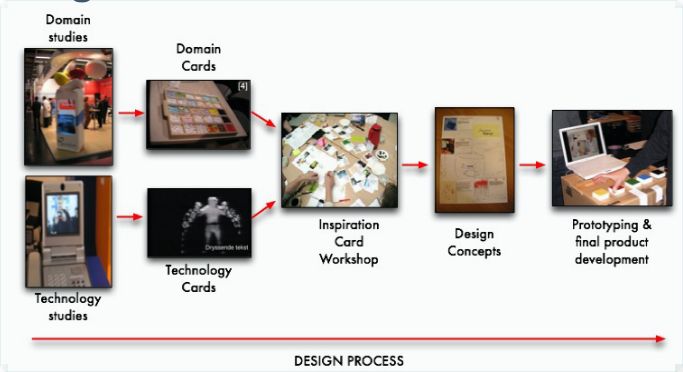 Domain
studies
Domain
Cards
[4]
Technology
studies
Dryssende tekst
Technology
Cards
Inspiration
Card
Workshop
Design
Concepts
Prototyping &
final product
development
DESIGN PROCESS